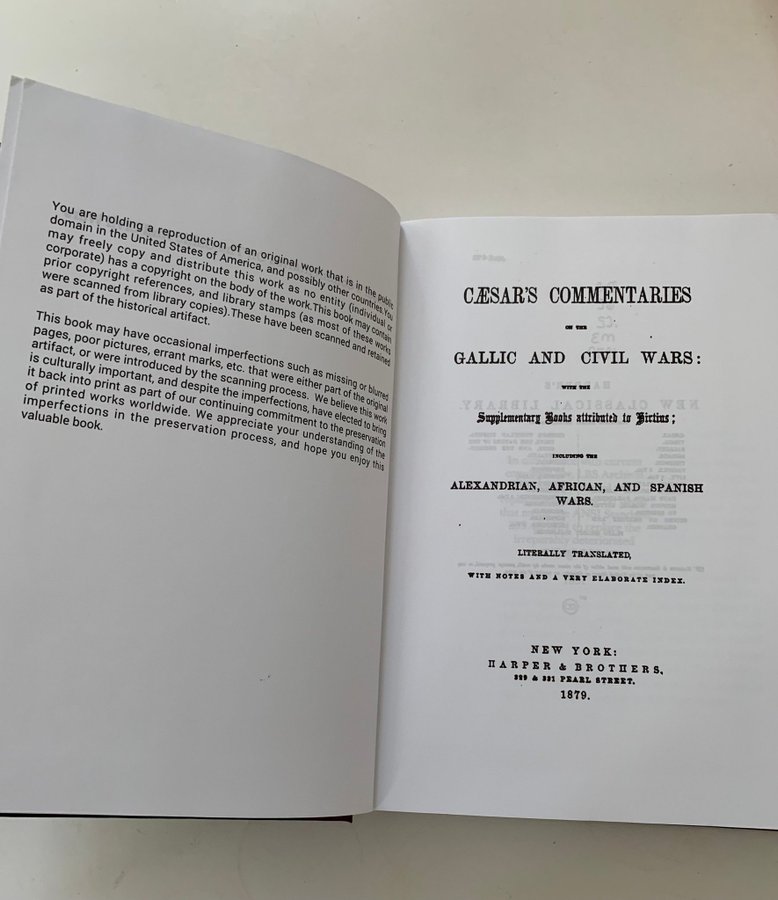 You are holding a reproduction of an original work that is in the public
domain in the United States of America, and possibly other countries.You
may freely copy and distribute this work as no entity (individual or
corporate) has a copyright on the body of the work.This book may contain
prior copyright references, and library stamps (as most of these works
were scanned from library copies).These have been scanned and retained
as part of the historical artifact.
This book may have occasional imperfections such as missing or blurred
pages, poor pictures, errant marks, etc. that were either part of the original
artifact, or were introduced by the scanning process. We believe this work
is culturally important, and despite the imperfections, have elected to bring
it back into print as part of our continuing commitment to the preservation
of printed works worldwide. We appreciate your understanding of the
imperfections in the preservation process, and hope you enjoy this
valuable book.
CÆSAR'S COMMENTARIES
ON THE
GALLIC AND CIVIL WARS:
WITH THE
Supplementary Books attributed to Hirtius;
INCLUDING THE
ALEXANDRIAN, AFRICAN, AND SPANISH
WARS.
LITERALLY TRANSLATED,
WITH NOTES AND A VERY ELABORATE INDEX.
NEW YORK:
HARPER & BROTHERS,
329 & 331 PEARL STREET.
1879.